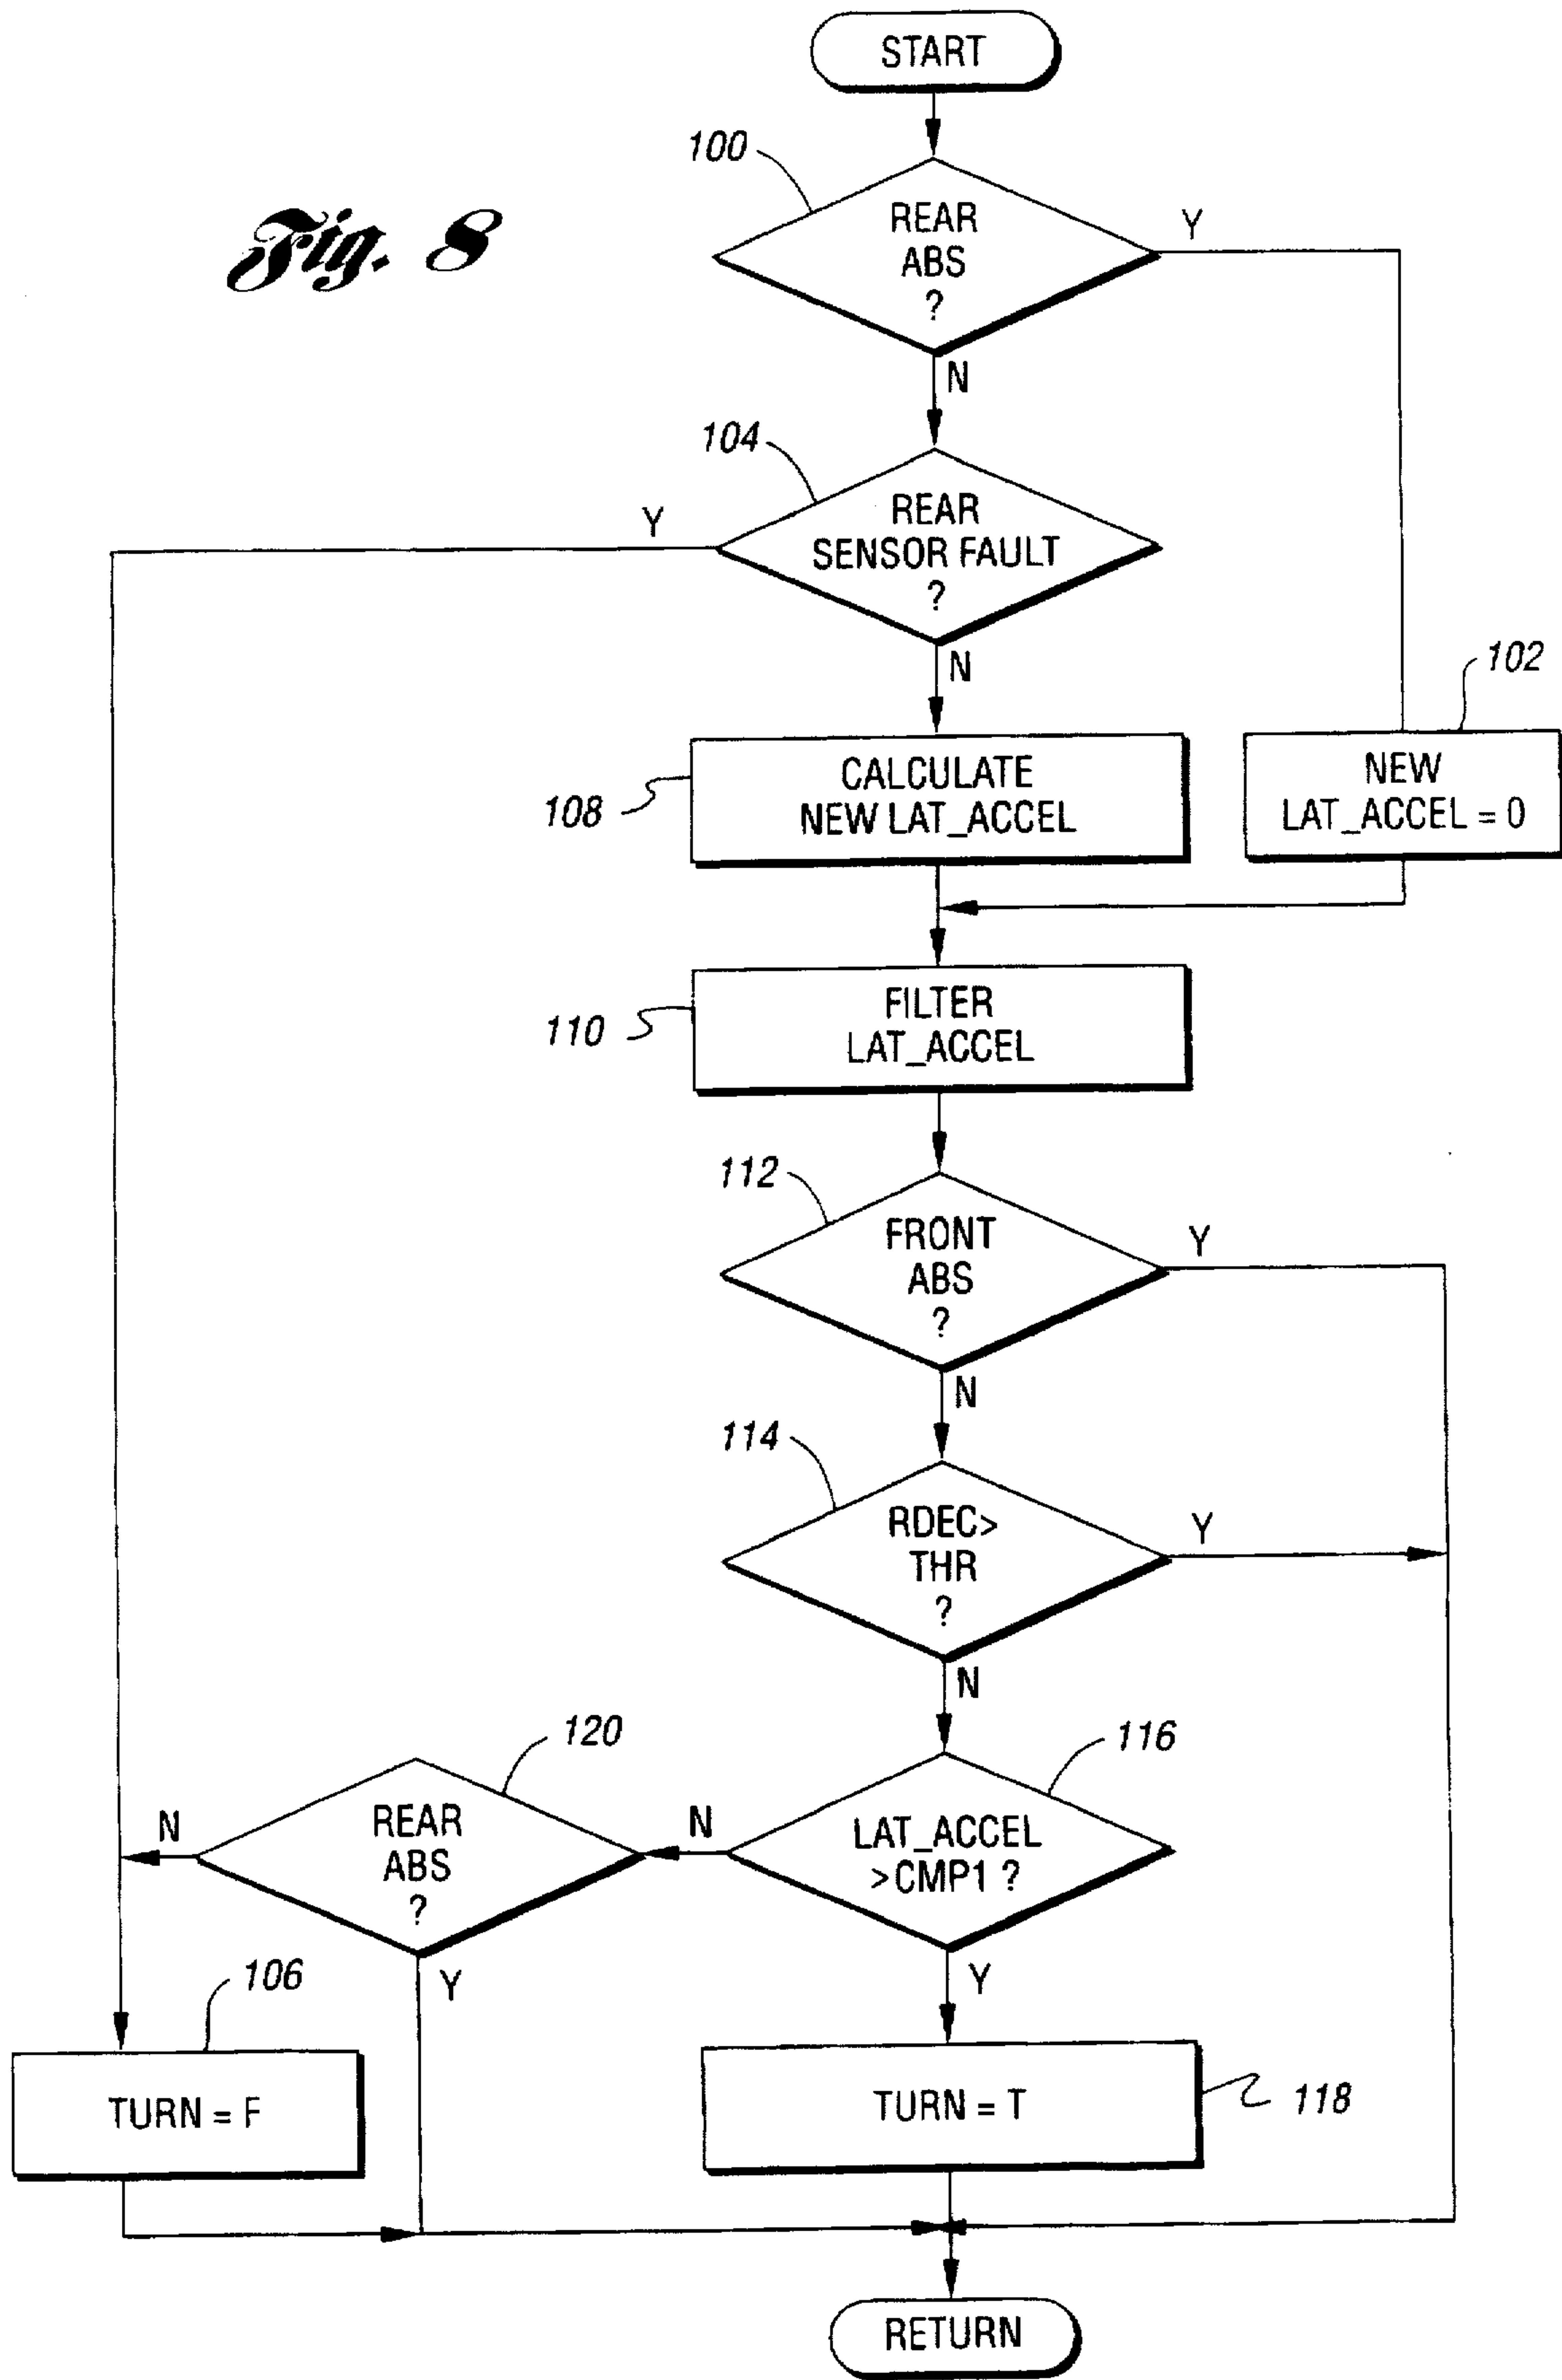 START
100
REAR
ABS
?
Y
Fig. 8
N
104
REAR
SENSOR FAULT
?
Y
N
102
CALCULATE
NEW LAT_ACCEL
NEW
LAT_ACCEL = 0
108
FILTER
LAT_ACCEL
110
112
FRONT
ABS
?
Y
N
114
RDEC>
THR
?
Y
N
120
116
REAR
ABS
?
N
N
LAT_ACCEL
>CMP1 ?
106
Y
Y
TURN = F
TURN = T
118
RETURN